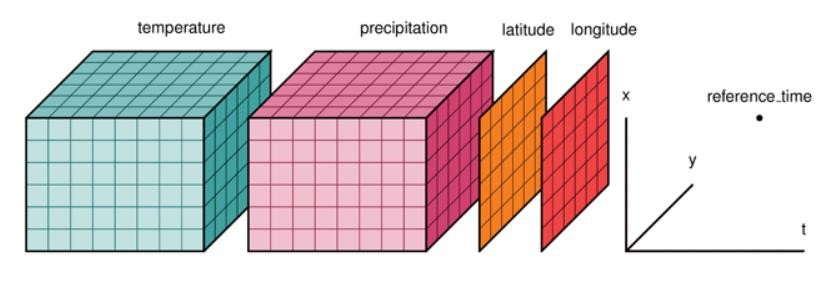 temperature
precipitation
latitude
longitude
x
reference_time
y
t